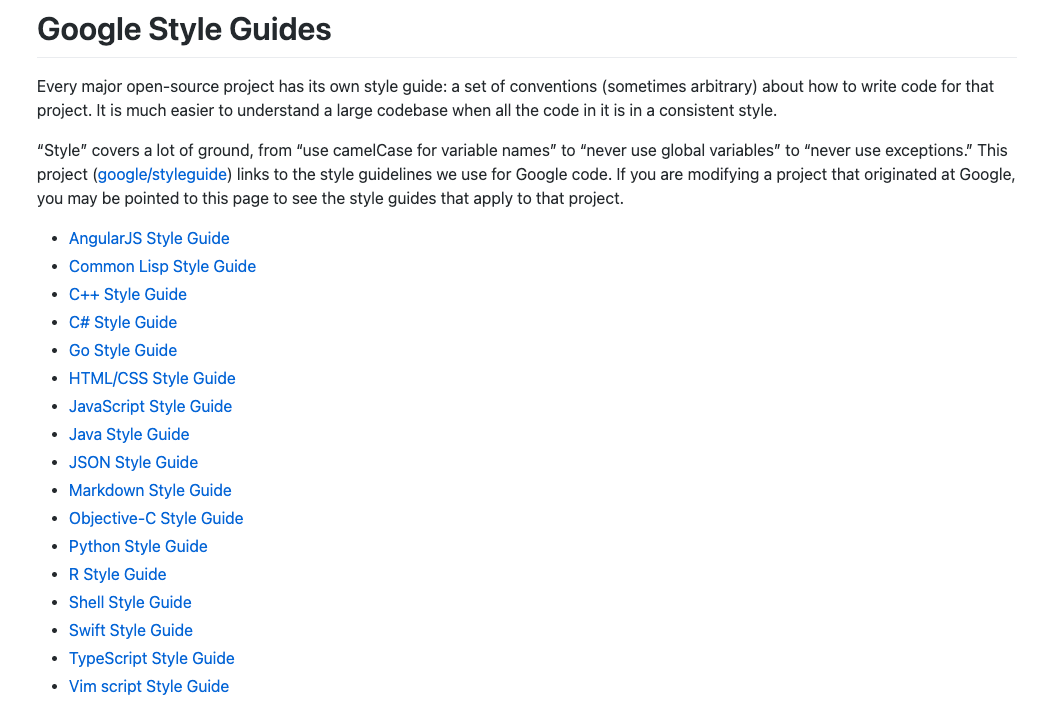 Google Style Guides
Every major open-source project has its own style guide: a set of conventions (sometimes arbitrary) about how to write code for that
project. It is much easier to understand a large codebase when all the code in it is in a consistent style.
“Style” covers a lot of ground, from “use camelCase for variable names” to “never use global variables” to “never use exceptions.” This
project (google/styleguide) links to the style guidelines we use for Google code. If you are modifying a project that originated at Google,
you may be pointed to this page to see the style guides that apply to that project.
• AngularJS Style Guide
• Common Lisp Style Guide
• C++ Style Guide
• C# Style Guide
• Go Style Guide
• HTML/CSS Style Guide
• JavaScript Style Guide
• Java Style Guide
• JSON Style Guide
• Markdown Style Guide
• Objective-C Style Guide
• Python Style Guide
• R Style Guide
• Shell Style Guide
• Swift Style Guide
• TypeScript Style Guide
• Vim script Style Guide